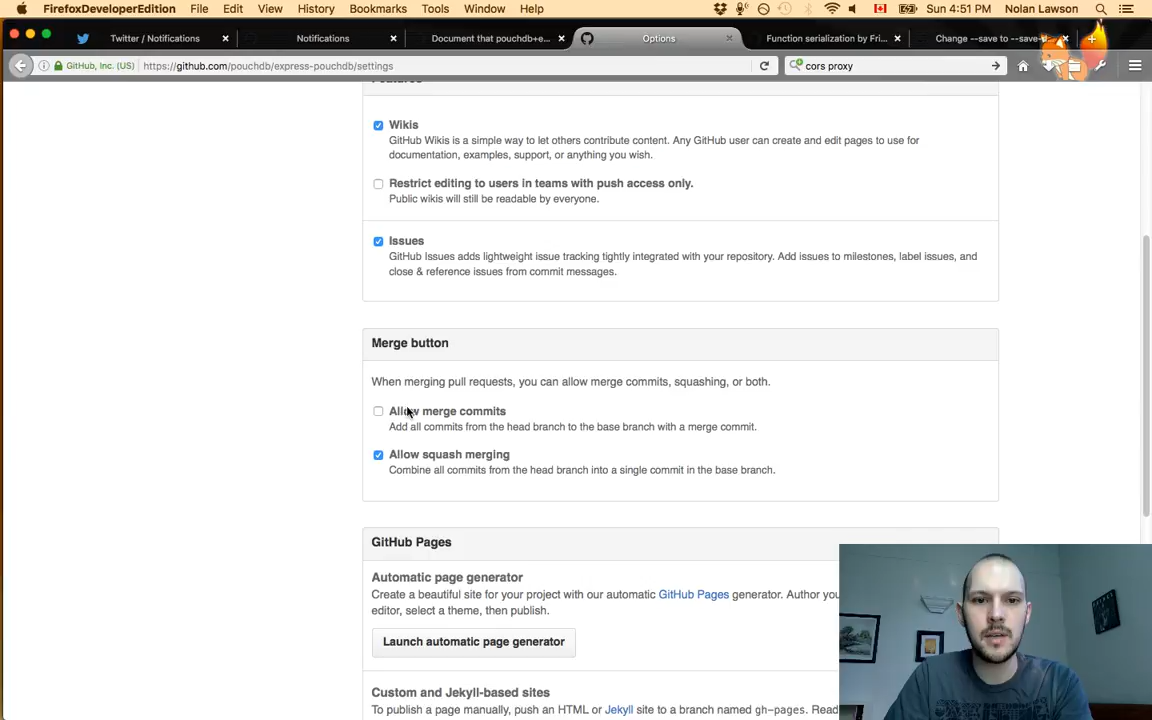 FirefoxDeveloperEdition File Edit View History Bookmarks Tools Window Help Sun 4:51 PM Nolan Lawson
Twitter / Notifications Notifications Document that pouchdb+e... Options Function serialization by Fri... Change --save to --save-
GitHub, Inc. (US) https://github.com/pouchdb/express-pouchdb/settings cors proxy
Features
Wikis
GitHub Wikis is a simple way to let others contribute content. Any GitHub user can create and edit pages to use for
documentation, examples, support, or anything you wish.
Restrict editing to users in teams with push access only.
Public wikis will still be readable by everyone.
Issues
GitHub Issues adds lightweight issue tracking tightly integrated with your repository. Add issues to milestones, label issues, and
close & reference issues from commit messages.
Merge button
When merging pull requests, you can allow merge commits, squashing, or both.
Allow merge commits
Add all commits from the head branch to the base branch with a merge commit.
Allow squash merging
Combine all commits from the head branch into a single commit in the base branch.
GitHub Pages
Automatic page generator
Create a beautiful site for your project with our automatic GitHub Pages generator. Author you
editor, select a theme, then publish.
Launch automatic page generator
Custom and Jekyll-based sites
To publish a page manually, push an HTML or Jekyll site to a branch named gh-pages. Read